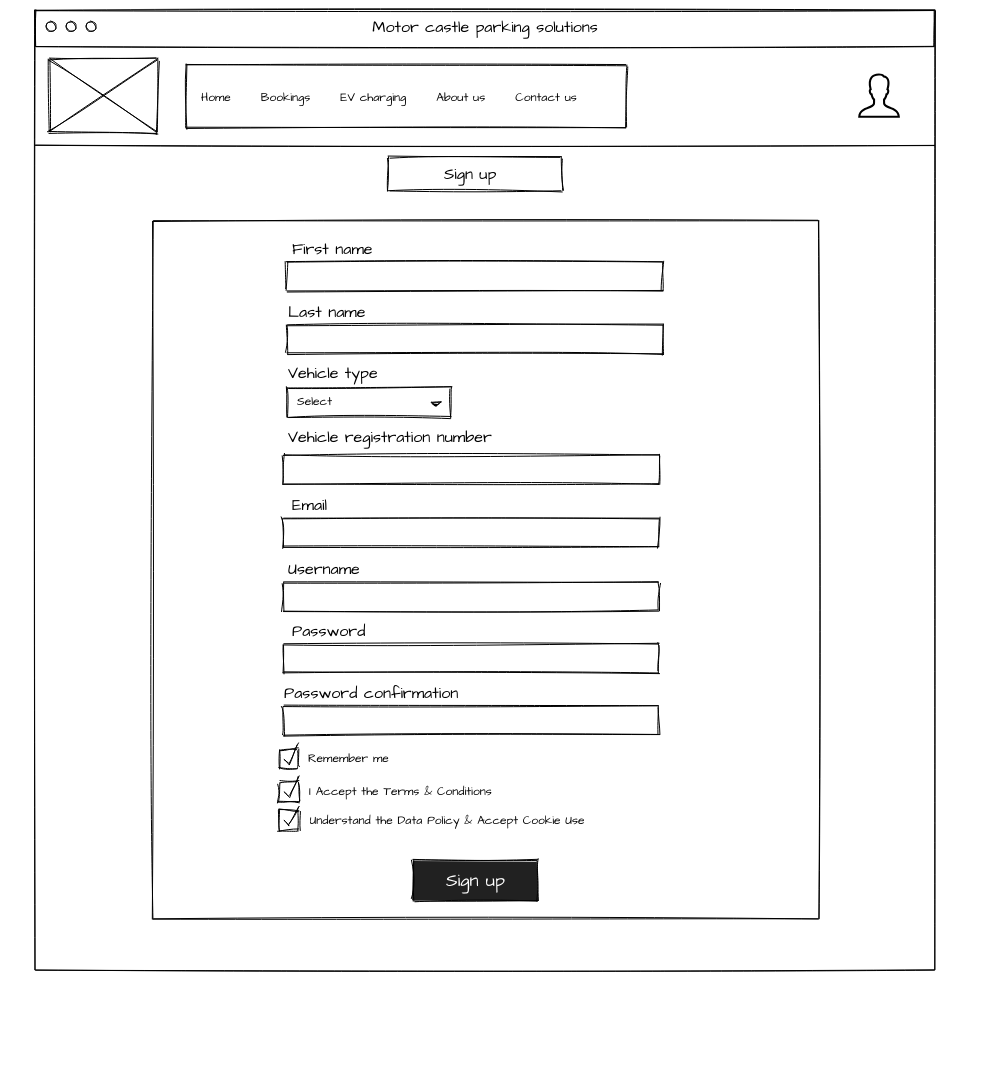 Motor castle parking solutions
Home Bookings EV charging About us Contact us
Sign up
First name
Last name
Vehicle type
Select
Vehicle registration number
Email
Username
Password
Password confirmation
Remember me
I Accept the Terms & Conditions
Understand the Data Policy & Accept Cookie Use
Sign up